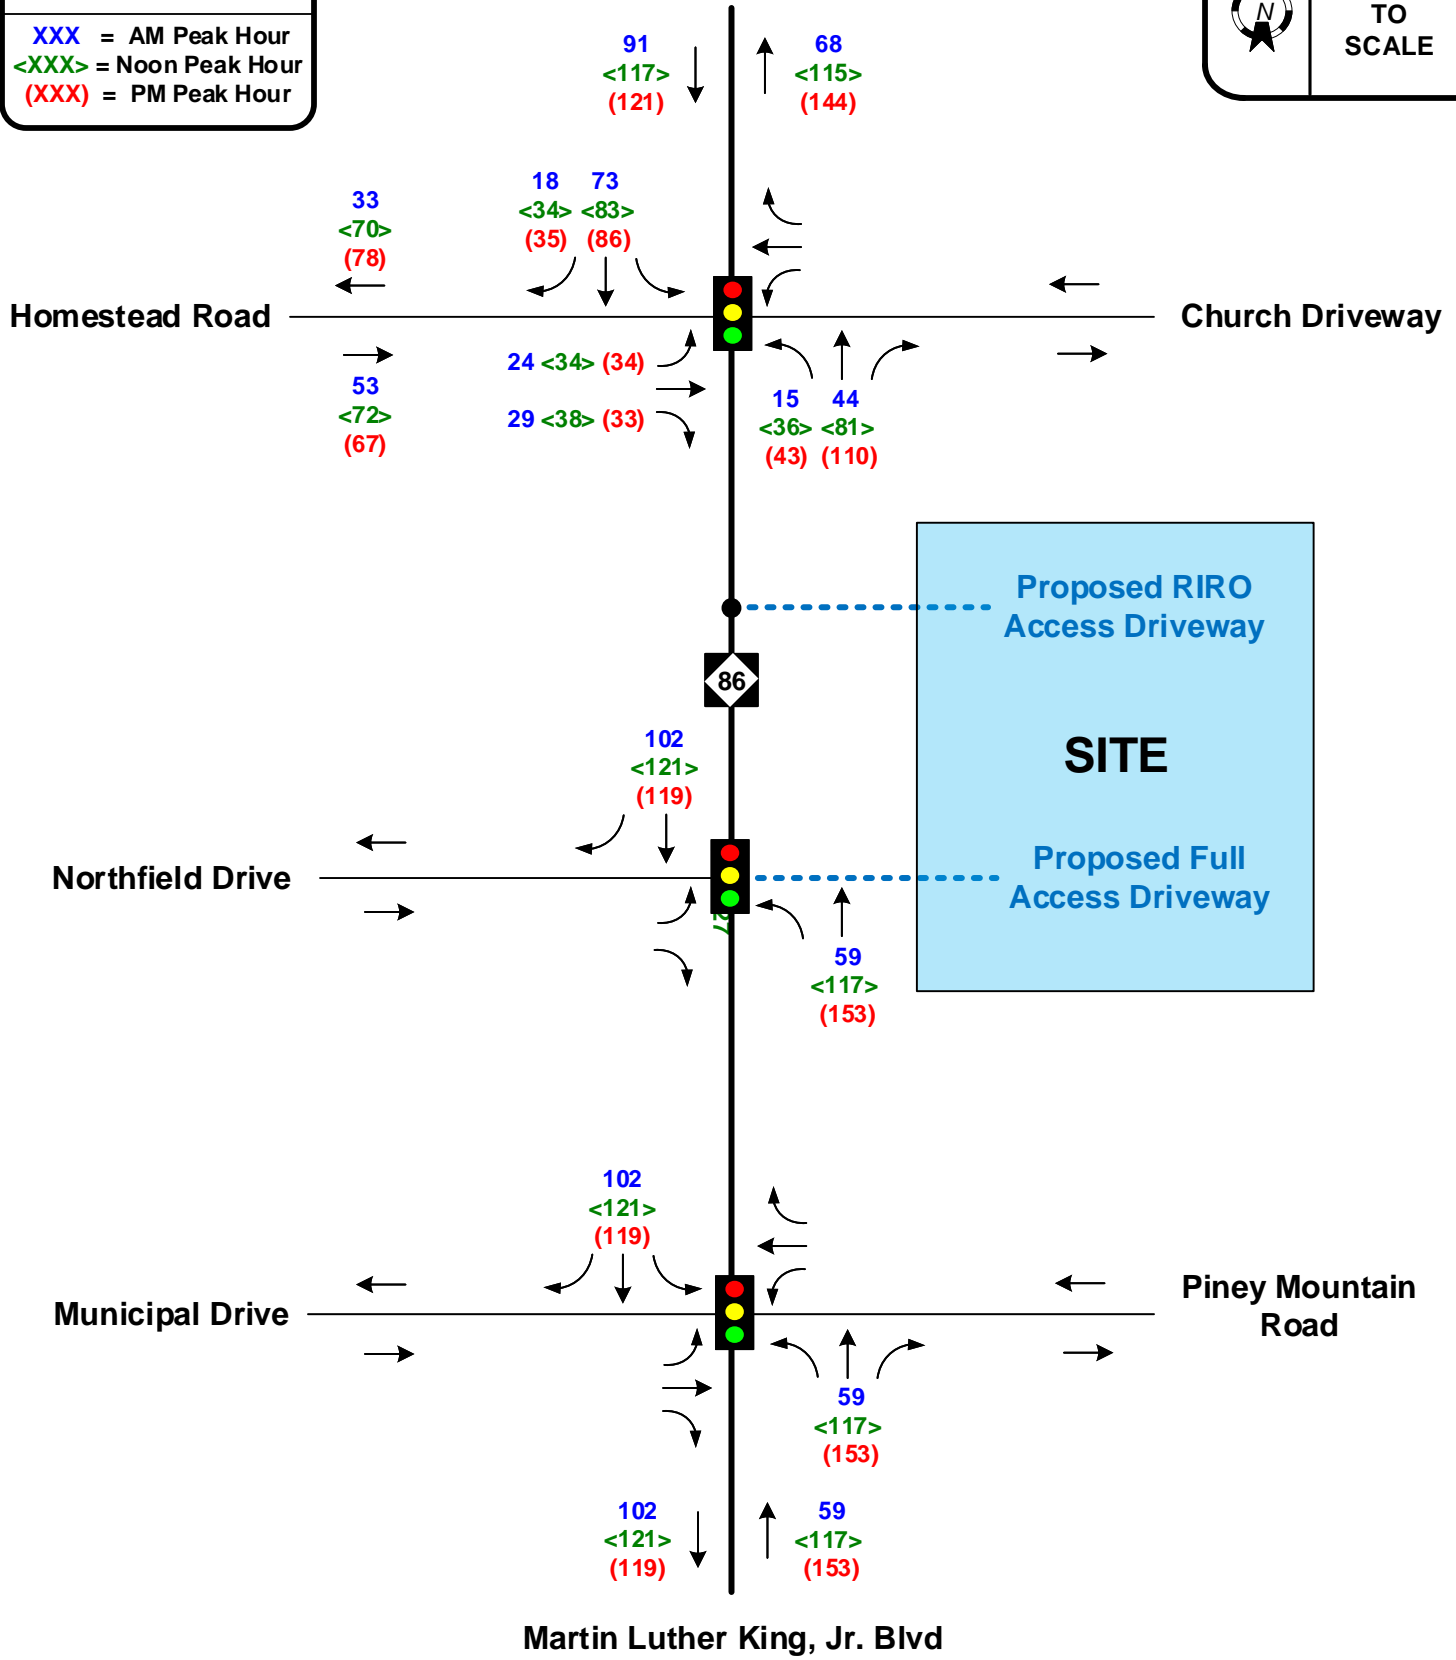 XXX = AM Peak Hour
<XXX> = Noon Peak Hour
(XXX) = PM Peak Hour
N
TO
SCALE
91
<117>
(121)
68
<115>
(144)
33
<70>
(78)
18 73
<34> <83>
(35) (86)
Homestead Road
Church Driveway
53
<72>
(67)
24 <34> (34)
29 <38> (33)
15 44
<36> <81>
(43) (110)
Proposed RIRO
Access Driveway
86
SITE
102
<121>
(119)
Northfield Drive
Proposed Full
Access Driveway
27
59
<117>
(153)
102
<121>
(119)
Municipal Drive
Piney Mountain
Road
59
<117>
(153)
102
<121>
(119)
59
<117>
(153)
Martin Luther King, Jr. Blvd